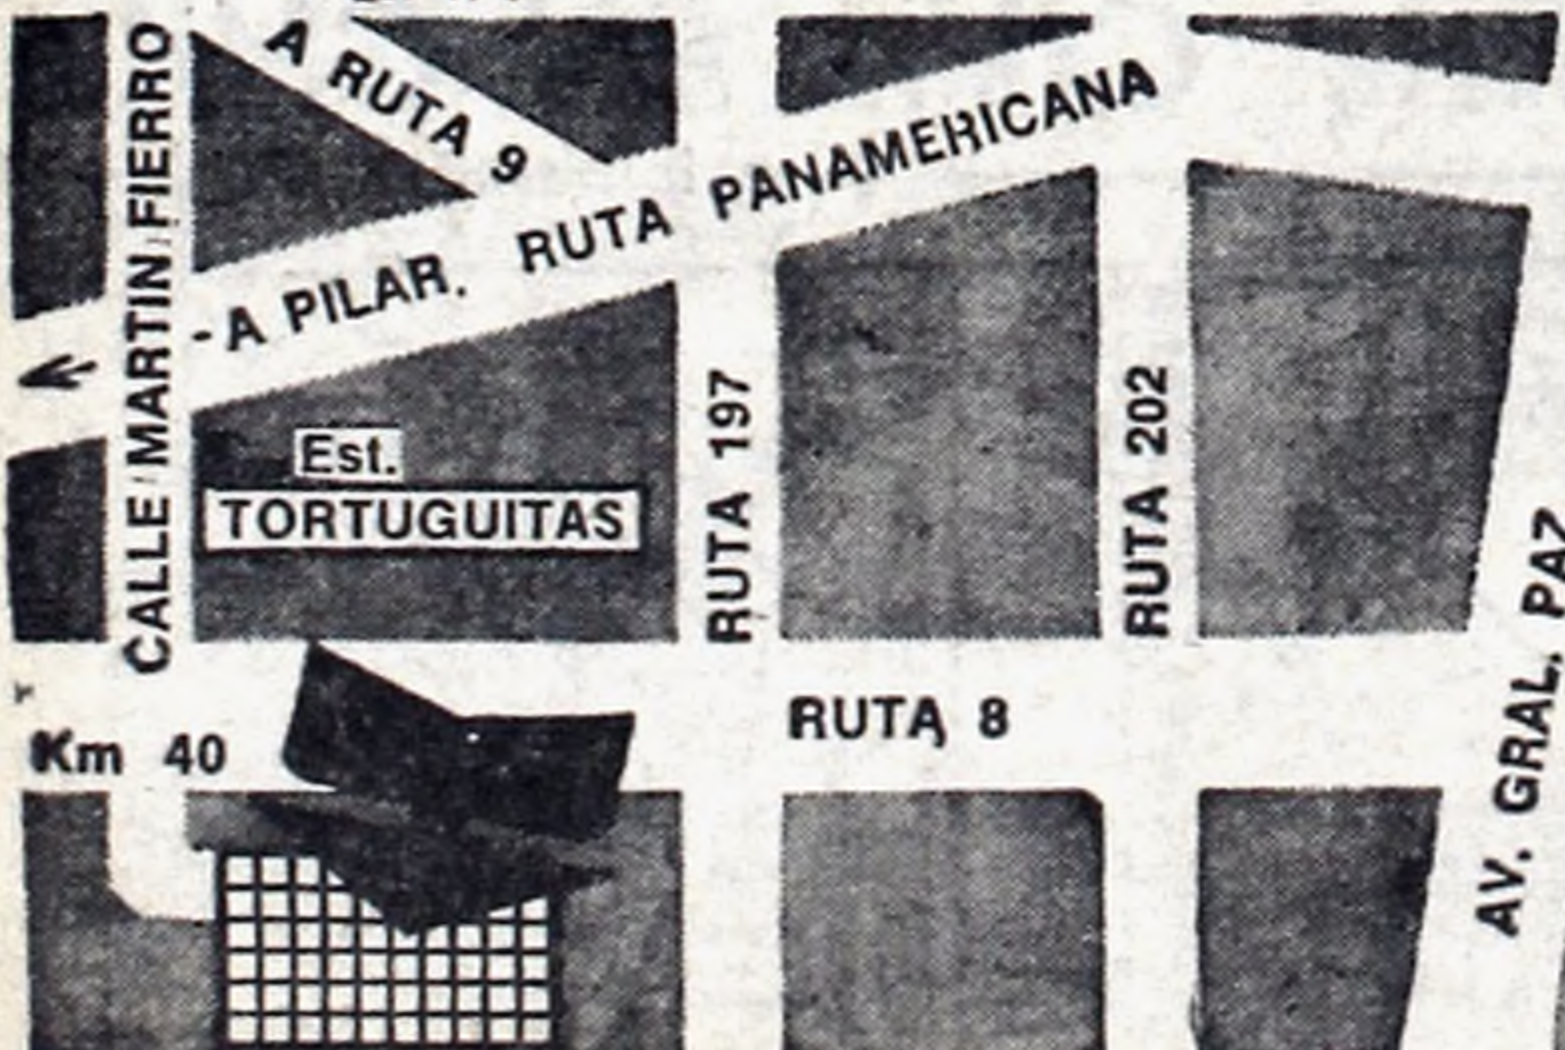 A RUTA 9
CALLE MARTIN FIERRO
-A PILAR. RUTA PANAMERICANA
Est.
TORTUGUITAS
RUTA 197
RUTA 202
Km 40
RUTA 8
AV. GRAL. PAZ